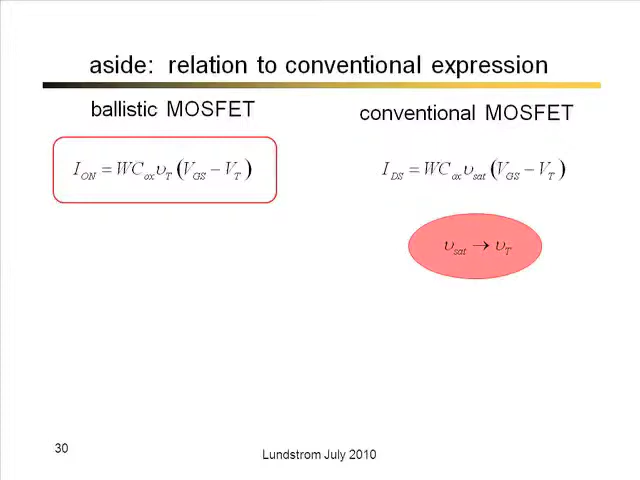 aside: relation to conventional expression
ballistic MOSFET
conventional MOSFET
I_ON = WC_ox υ_T (V_GS − V_T)
I_DS = WC_ox υ_sat (V_GS − V_T)
υ_sat → υ_T
30
Lundstrom July 2010